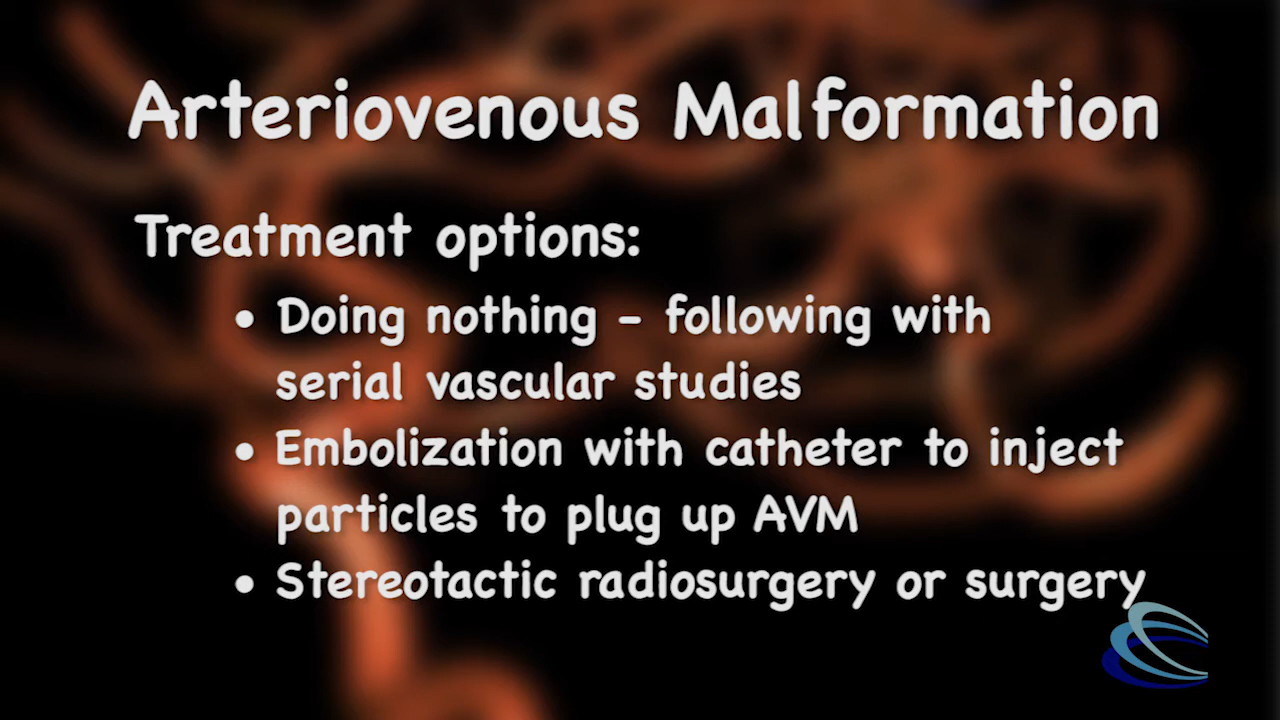 Arteriovenous Malformation
Treatment options:
• Doing nothing - following with
serial vascular studies
• Embolization with catheter to inject
particles to plug up AVM
• Stereotactic radiosurgery or surgery